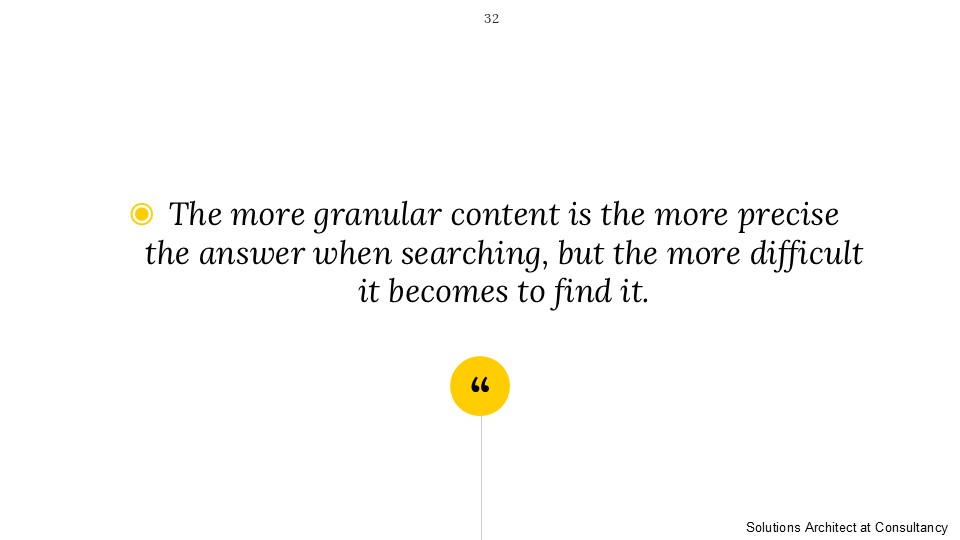 32
The more granular content is the more precise
the answer when searching, but the more difficult
it becomes to find it.
“
Solutions Architect at Consultancy